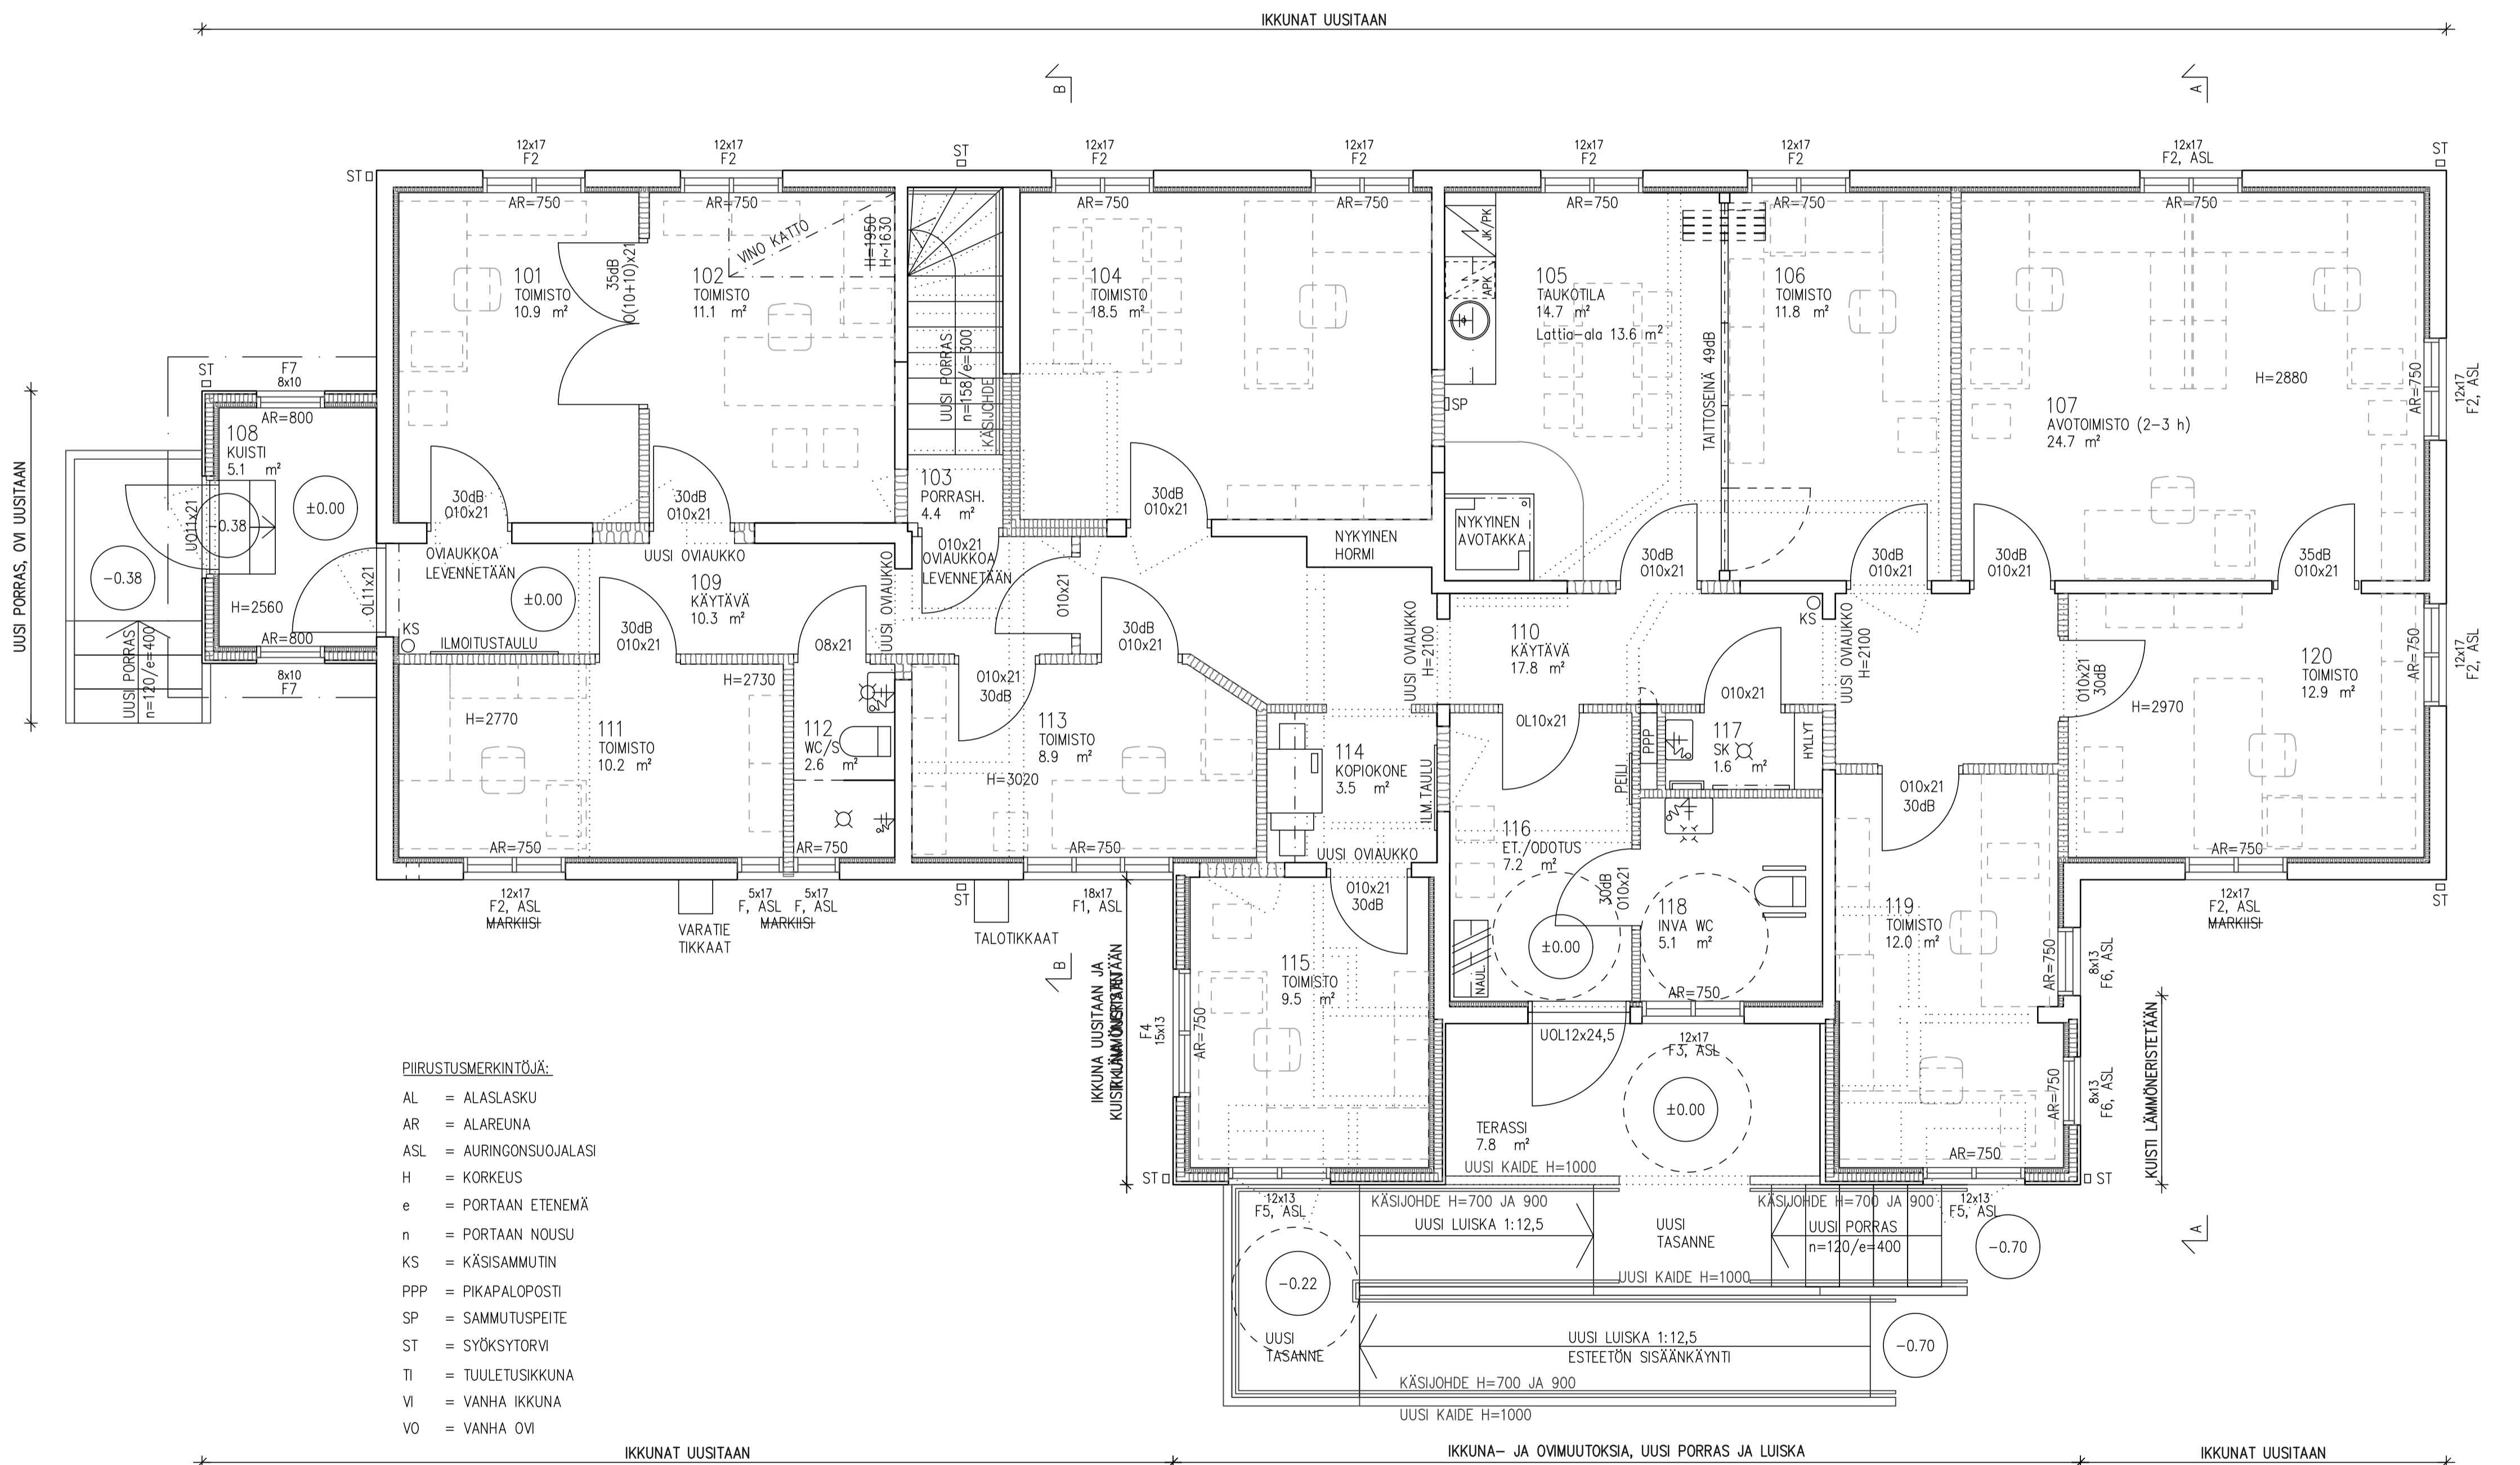 IKKUNAT UUSITAAN
B
A
12x17
F2
12x17
F2
ST
12x17
F2
12x17
F2
12x17
F2
12x17
F2
12x17
F2, ASL
ST
ST
AR=750
AR=750
AR=750
AR=750
AR=750
AR=750
AR=750
VINO KATTO
H=1950
H~1630
35dB
O(10+10)x21
101
TOIMISTO
10.9 m²
102
TOIMISTO
11.1 m²
UUSI PORRAS
n=158/e=300
KÄSIJOHDE
104
TOIMISTO
18.5 m²
JK/PK
APK
105
TAUKOTILA
14.7 m²
Lattia-ala 13.6 m²
TAITTOSEINÄ 49dB
106
TOIMISTO
11.8 m²
H=2880
107
AVOTOIMISTO (2-3 h)
24.7 m²
AR=750
12x17
F2, ASL
ST
F7
8x10
AR=800
108
KUISTI
5.1 m²
±0.00
-0.38
UO11x21
-0.38
H=2560
AR=800
8x10
F7
UUSI PORRAS
n=120/e=400
UUSI PORRAS, OVI UUSITAAN
OL11x21
30dB
O10x21
30dB
O10x21
103
PORRASH.
4.4 m²
30dB
O10x21
SP
NYKYINEN
AVOTAKKA
NYKYINEN
HORMI
30dB
O10x21
30dB
O10x21
30dB
O10x21
35dB
O10x21
OVIAUKKOA
LEVENNETÄÄN
UUSI OVIAUKKO
±0.00
109
KÄYTÄVÄ
10.3 m²
UUSI OVIAUKKO
O10x21
OVIAUKKOA
LEVENNETÄÄN
O10x21
KS
ILMOITUSTAULU
30dB
O10x21
O8x21
30dB
O10x21
O10x21
30dB
UUSI OVIAUKKO
H=2100
110
KÄYTÄVÄ
17.8 m²
KS
UUSI OVIAUKKO
H=2100
O10x21
O10x21
30dB
120
TOIMISTO
12.9 m²
H=2970
AR=750
12x17
F2, ASL
H=2770
H=2730
111
TOIMISTO
10.2 m²
112
WC/S
2.6 m²
113
TOIMISTO
8.9 m²
H=3020
114
KOPIOKONE
3.5 m²
ILM.TAULU
OL10x21
PEILI
PPP
117
SK
1.6 m²
HYLLYT
O10x21
30dB
AR=750
AR=750
AR=750
AR=750
UUSI OVIAUKKO
O10x21
30dB
116
ET./ODOTUS
7.2 m²
30dB
O10x21
118
INVA WC
5.1 m²
±0.00
NAUL.
AR=750
119
TOIMISTO
12.0 m²
AR=750
8x13
F6, ASL
12x17
F2, ASL
MARKIISI
5x17
F, ASL
5x17
F, ASL
MARKIISI
VARATIE
TIKKAAT
ST
TALOTIKKAAT
18x17
F1, ASL
B
12x17
F2, ASL
MARKIISI
ST
115
TOIMISTO
9.5 m²
F4
15x13
AR=750
IKKUNA UUSITAAN JA
UOL12x24,5
12x17
F3, ASL
±0.00
TERASSI
7.8 m²
UUSI KAIDE H=1000
AR=750
8x13
F6, ASL
AR=750
KUISTI LÄMMÖNERISTETÄÄN
ST
ST
12x13
F5, ASL
KÄSIJOHDE H=700 JA 900
UUSI LUISKA 1:12,5
UUSI
TASANNE
KÄSIJOHDE H=700 JA 900
UUSI PORRAS
n=120/e=400
12x13
F5, ASL
-0.70
A
-0.22
UUSI KAIDE H=1000
UUSI
TASANNE
UUSI LUISKA 1:12,5
ESTEETÖN SISÄÄNKÄYNTI
-0.70
KÄSIJOHDE H=700 JA 900
UUSI KAIDE H=1000
PIIRUSTUSMERKINTÖJÄ:
AL = ALASLASKU
AR = ALAREUNA
ASL = AURINGONSUOJALASI
H = KORKEUS
e = PORTAAN ETENEMÄ
n = PORTAAN NOUSU
KS = KÄSISAMMUTIN
PPP = PIKAPALOPOSTI
SP = SAMMUTUSPEITE
ST = SYÖKSYTORVI
TI = TUULETUSIKKUNA
VI = VANHA IKKUNA
VO = VANHA OVI
IKKUNAT UUSITAAN
IKKUNA- JA OVIMUUTOKSIA, UUSI PORRAS JA LUISKA
IKKUNAT UUSITAAN